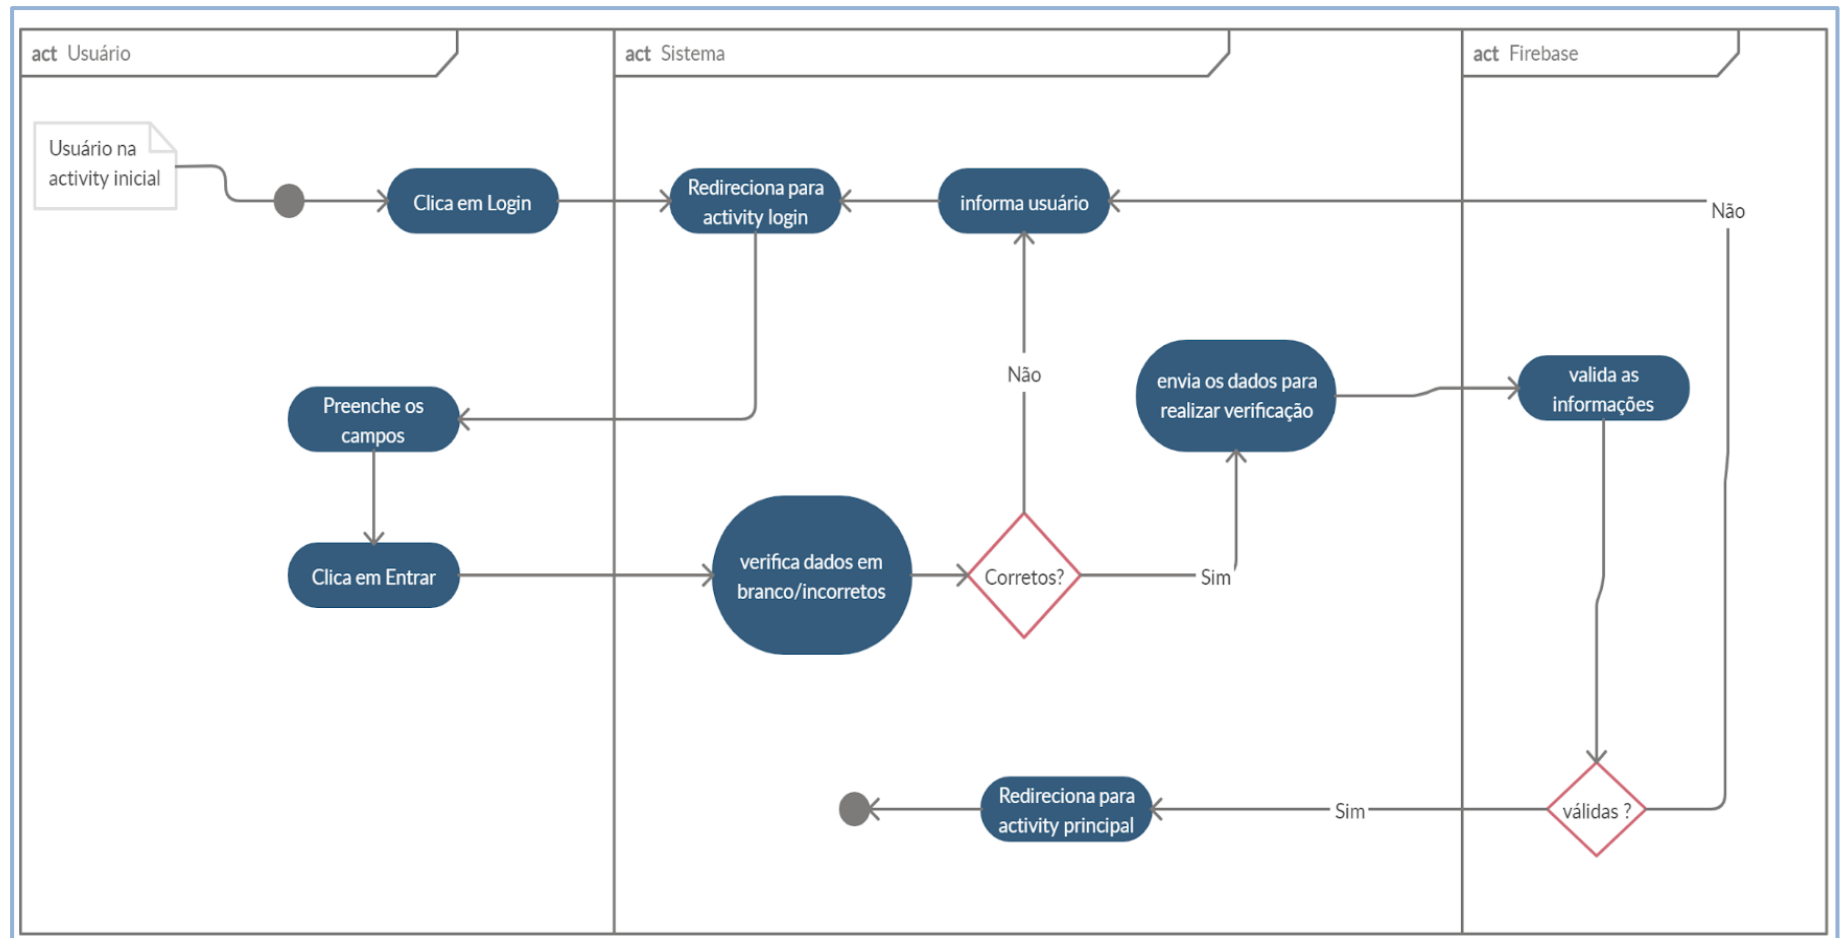 act Usuário
act Sistema
act Firebase
Usuário na
activity inicial
Clica em Login
Redireciona para
activity login
informa usuário
Não
Não
envia os dados para
realizar verificação
valida as
informações
Preenche os
campos
Clica em Entrar
verifica dados em
branco/incorretos
Corretos?
Sim
Redireciona para
activity principal
Sim
válidas ?